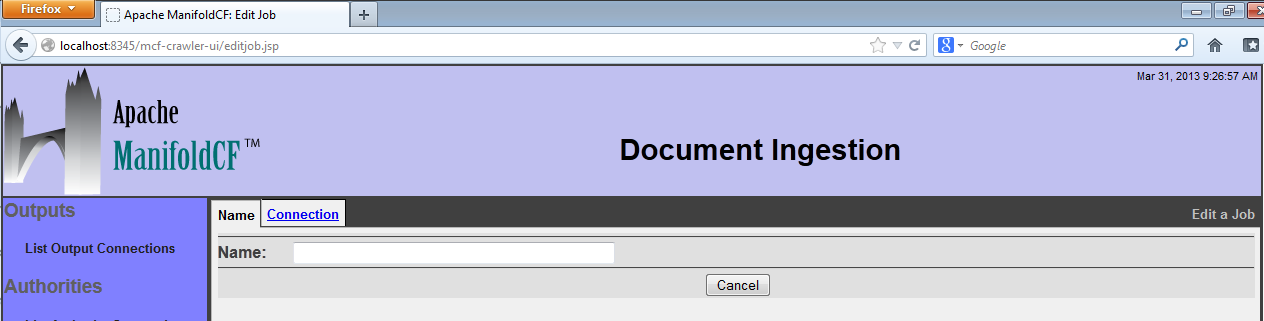 Firefox
Apache ManifoldCF: Edit Job
localhost:8345/mcf-crawler-ui/editjob.jsp
Google
Mar 31, 2013 9:26:57 AM
Apache
ManifoldCF™
Document Ingestion
Outputs
Name
Connection
Edit a Job
List Output Connections
Name:
Authorities
Cancel